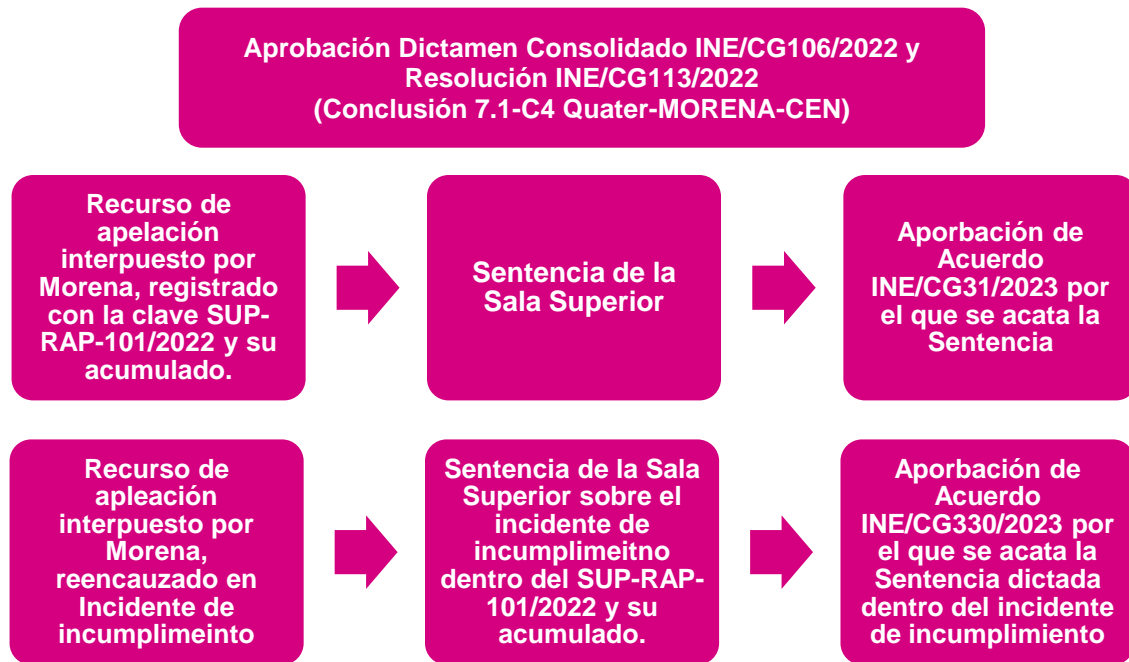 Aprobación Dictamen Consolidado INE/CG106/2022 y
Resolución INE/CG113/2022
(Conclusión 7.1-C4 Quater-MORENA-CEN)
Recurso de
apelación
interpuesto por
Morena, registrado
con la clave SUP-
RAP-101/2022 y su
acumulado.
Sentencia de la
Sala Superior
Aporbación de
Acuerdo
INE/CG31/2023 por
el que se acata la
Sentencia
Recurso de
apleación
interpuesto por
Morena,
reencauzado en
Incidente de
incumplimeinto
Sentencia de la Sala
Superior sobre el
incidente de
incumplimeitno
dentro del SUP-RAP-
101/2022 y su
acumulado.
Aporbación de
Acuerdo
INE/CG330/2023 por
el que se acata la
Sentencia dictada
dentro del incidente
de incumplimiento